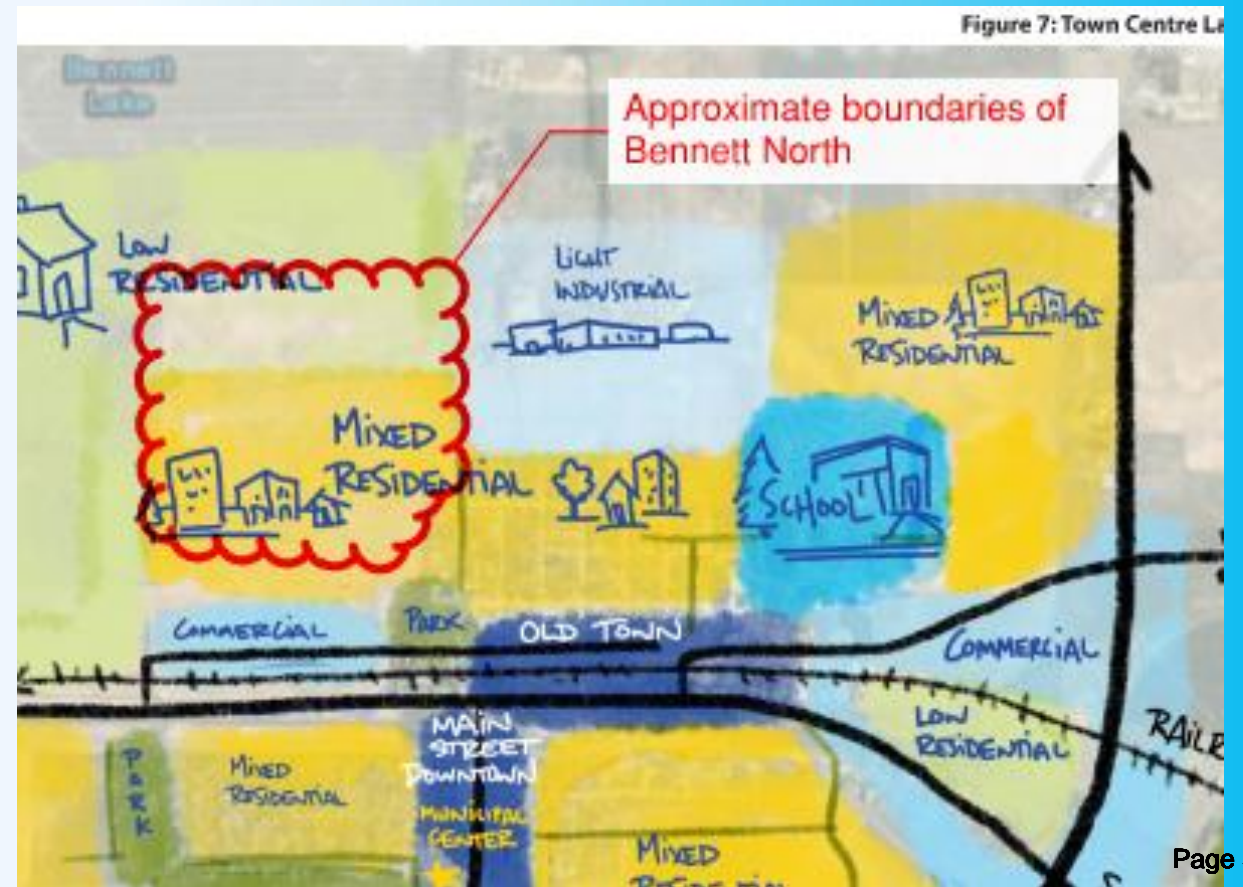 Figure 7: Town Centre La
Bennett
Lake
Approximate boundaries of
Bennett North
LOW
RESIDENTIAL
LIGHT
INDUSTRIAL
MIXED
RESIDENTIAL
MIXED
RESIDENTIAL
SCHOOL
COMMERCIAL
PARK
OLD TOWN
COMMERCIAL
LOW
RESIDENTIAL
RAILR
MAIN
STREET
DOWNTOWN
PARK
MIXED
RESIDENTIAL
MUNICIPAL
CENTER
MIXED
RESIDENTIAL
Page